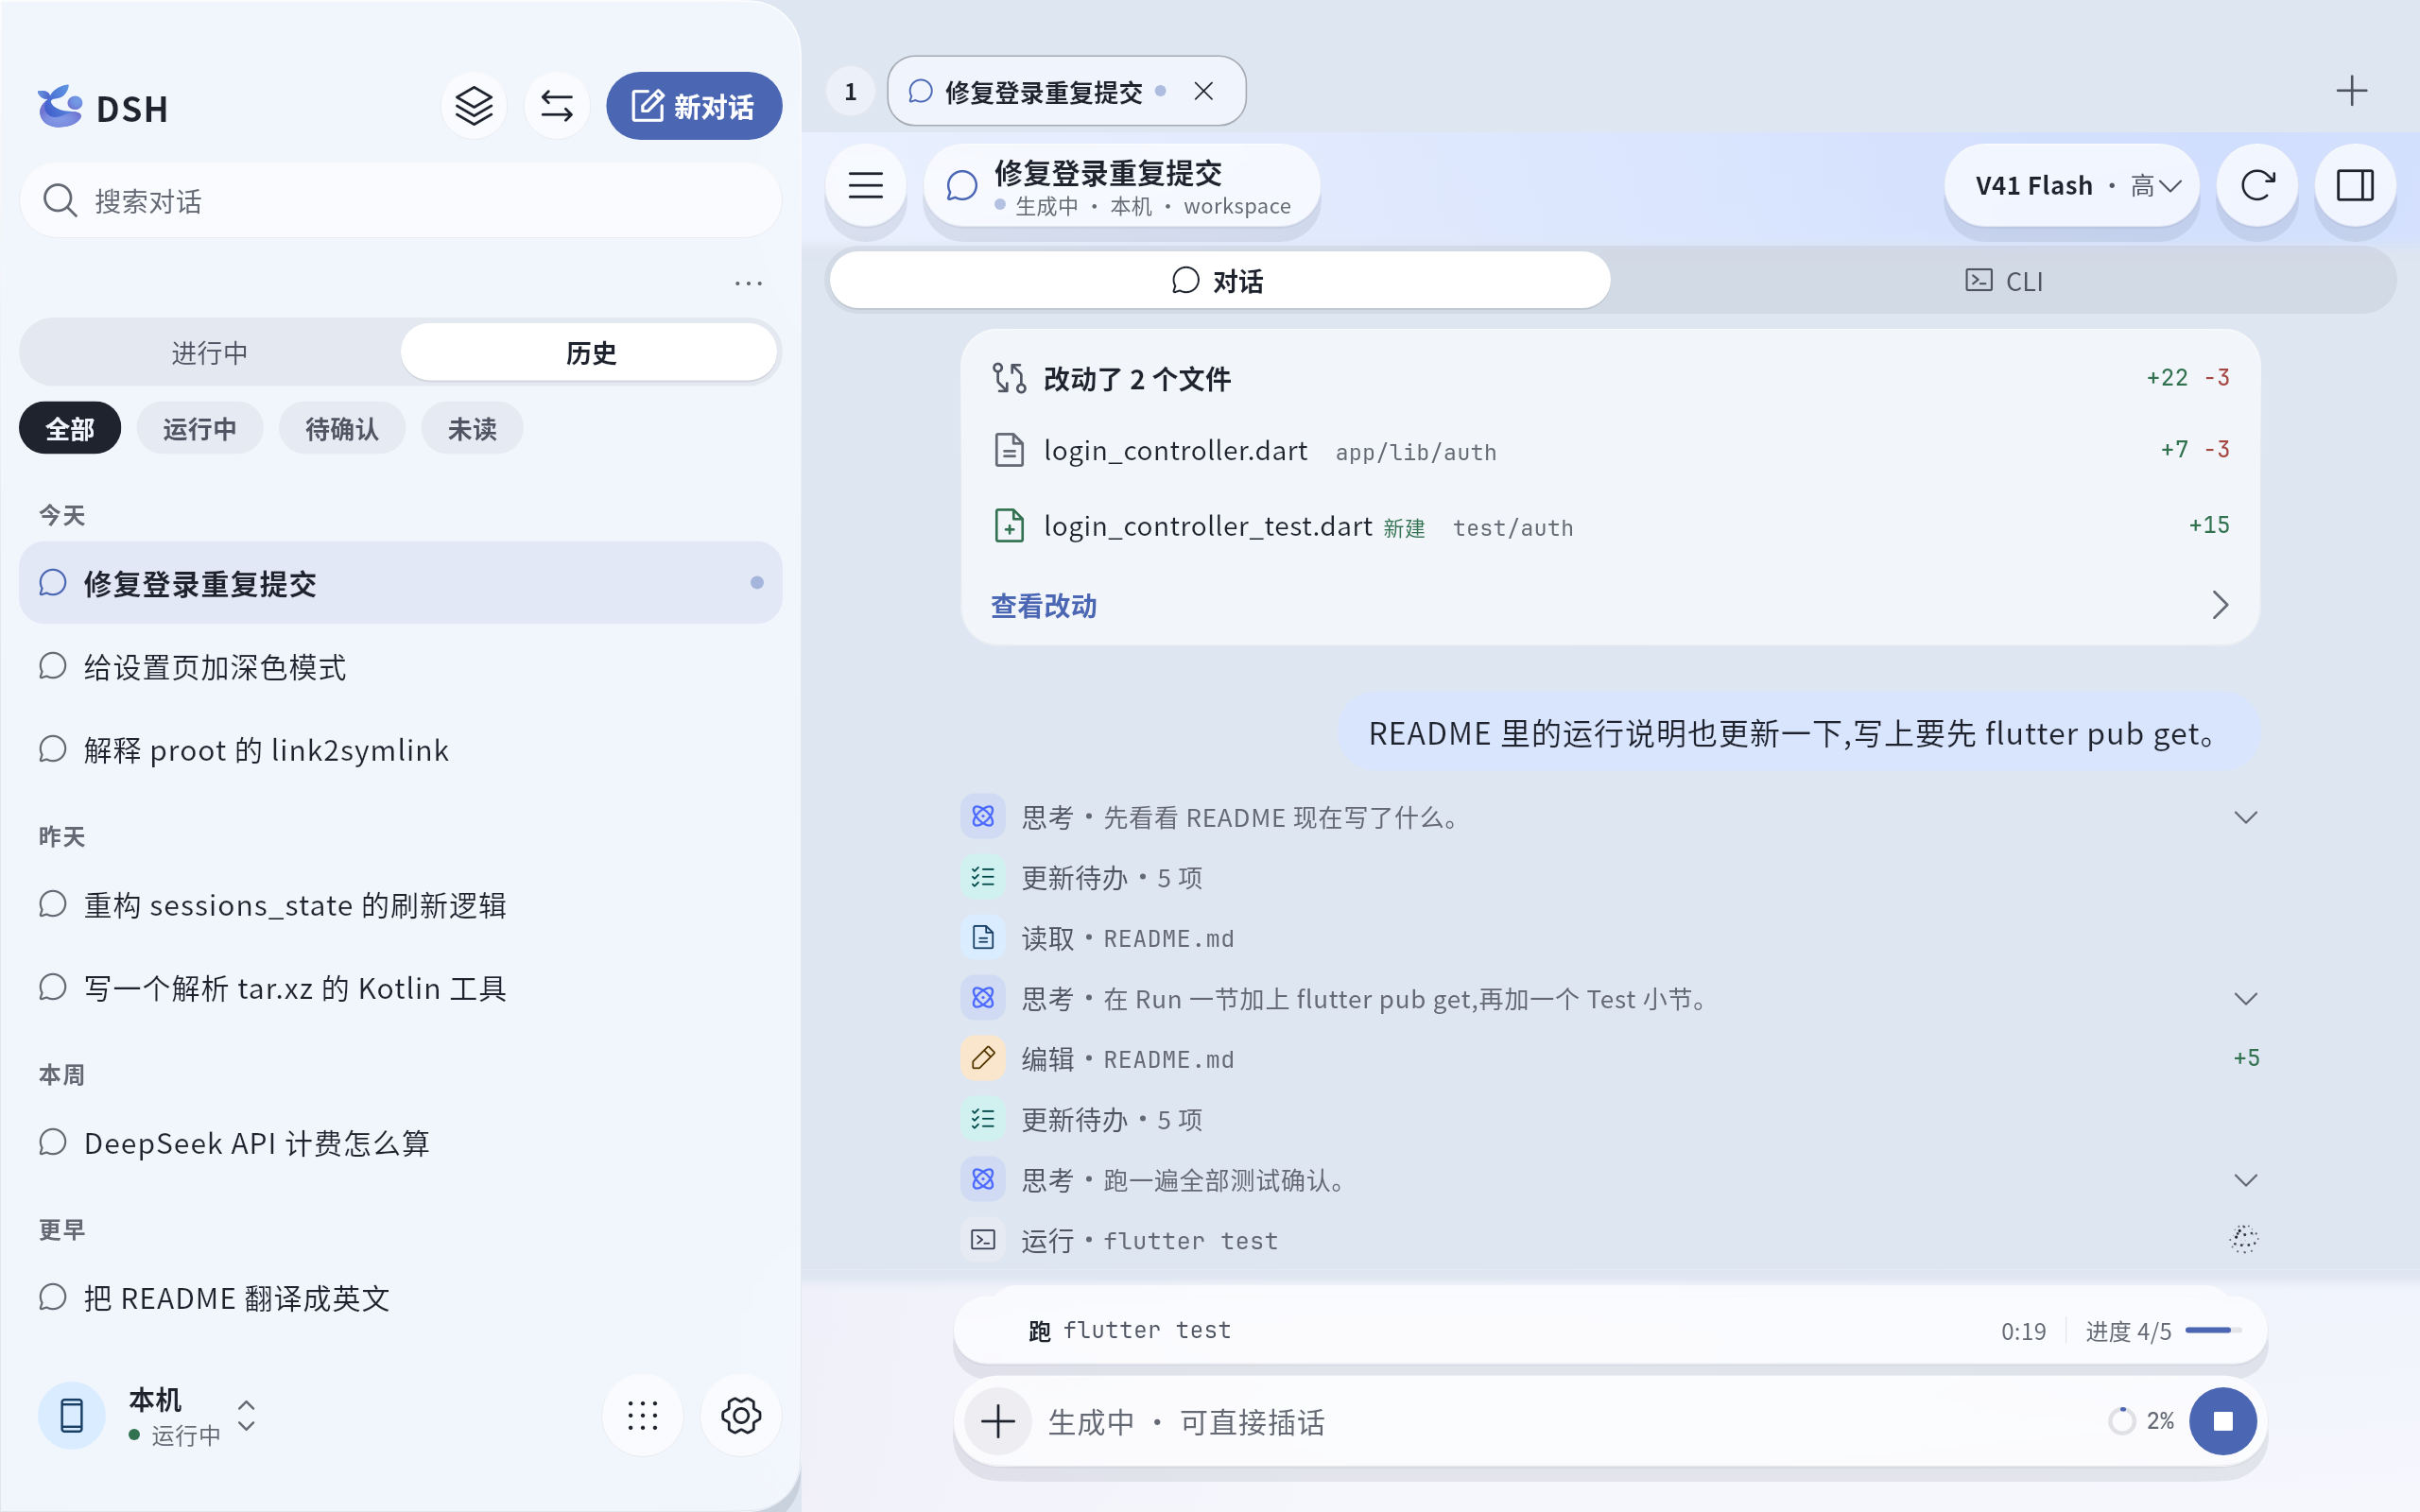 DSH
新对话
搜索对话
进行中
历史
全部
运行中
待确认
未读
今天
修复登录重复提交
给设置页加深色模式
解释 proot 的 link2symlink
昨天
重构 sessions_state 的刷新逻辑
写一个解析 tar.xz 的 Kotlin 工具
本周
DeepSeek API 计费怎么算
更早
把 README 翻译成英文
本机
运行中
1
修复登录重复提交
修复登录重复提交
生成中 · 本机 · workspace
V41 Flash · 高
对话
CLI
改动了 2 个文件 +22 -3
login_controller.dart app/lib/auth +7 -3
login_controller_test.dart 新建 test/auth +15
查看改动
README 里的运行说明也更新一下,写上要先 flutter pub get。
思考 · 先看看 README 现在写了什么。
更新待办 · 5 项
读取 · README.md
思考 · 在 Run 一节加上 flutter pub get,再加一个 Test 小节。
编辑 · README.md +5
更新待办 · 5 项
思考 · 跑一遍全部测试确认。
运行 · flutter test
跑 flutter test 0:19 进度 4/5
生成中 · 可直接插话 2%